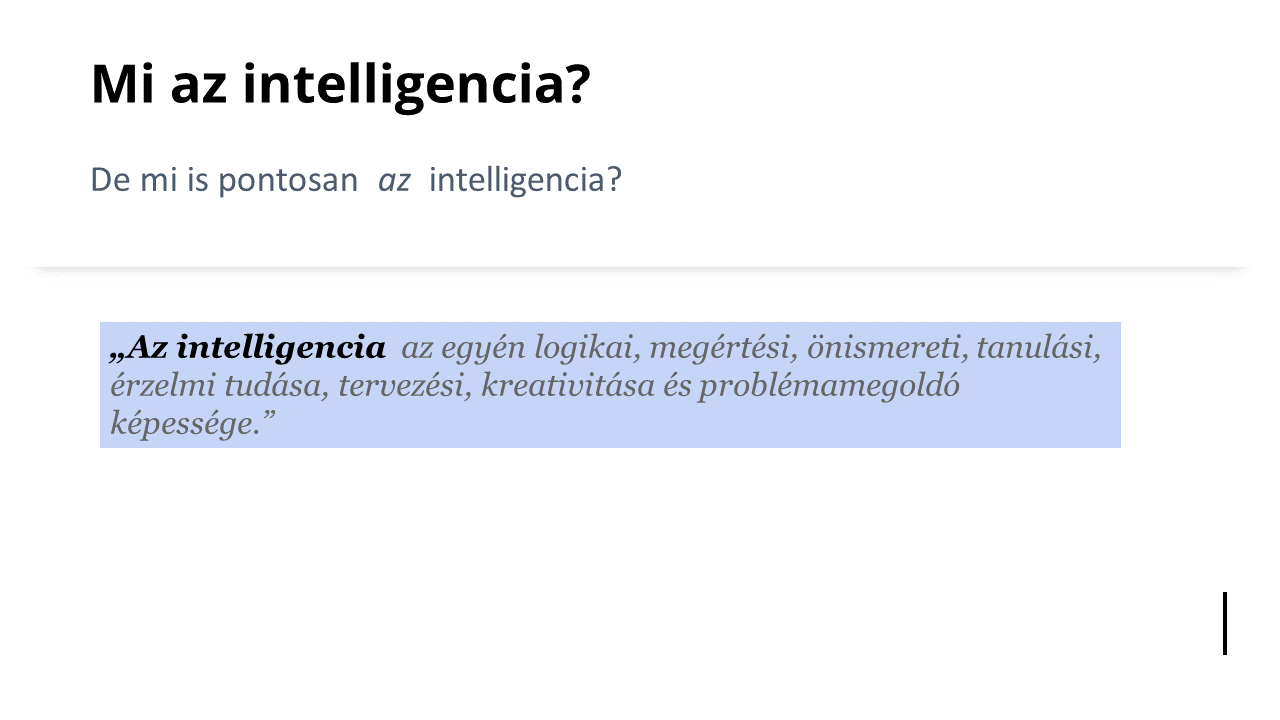 Mi az intelligencia?
De mi is pontosan az intelligencia?
„Az intelligencia az egyén logikai, megértési, önismereti, tanulási,
érzelmi tudása, tervezési, kreativitása és problémamegoldó
képessége.”